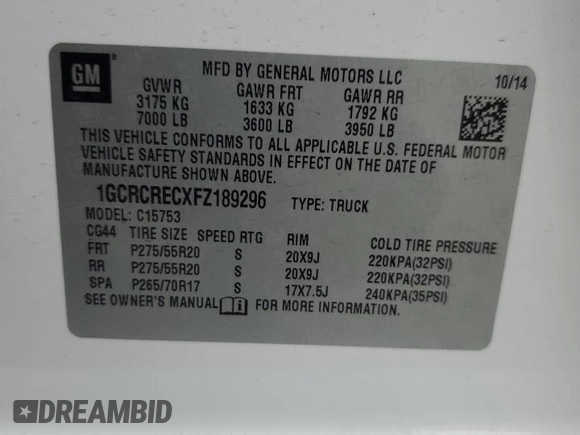 GM
MFD BY GENERAL MOTORS LLC
10/14
GVWR GAWR FRT GAWR RR
3175 KG 1633 KG 1792 KG
7000 LB 3600 LB 3950 LB
THIS VEHICLE CONFORMS TO ALL APPLICABLE U.S. FEDERAL MOTOR
VEHICLE SAFETY STANDARDS IN EFFECT ON THE DATE OF
MANUFACTURE SHOWN ABOVE.
1GCRCRECXFZ189296 TYPE: TRUCK
MODEL: C15753
CG44 TIRE SIZE SPEED RTG RIM COLD TIRE PRESSURE
FRT P275/55R20 S 20X9J 220KPA(32PSI)
RR P275/55R20 S 20X9J 220KPA(32PSI)
SPA P265/70R17 S 17X7.5J 240KPA(35PSI)
SEE OWNER'S MANUAL FOR MORE INFORMATION.
DREAMBID